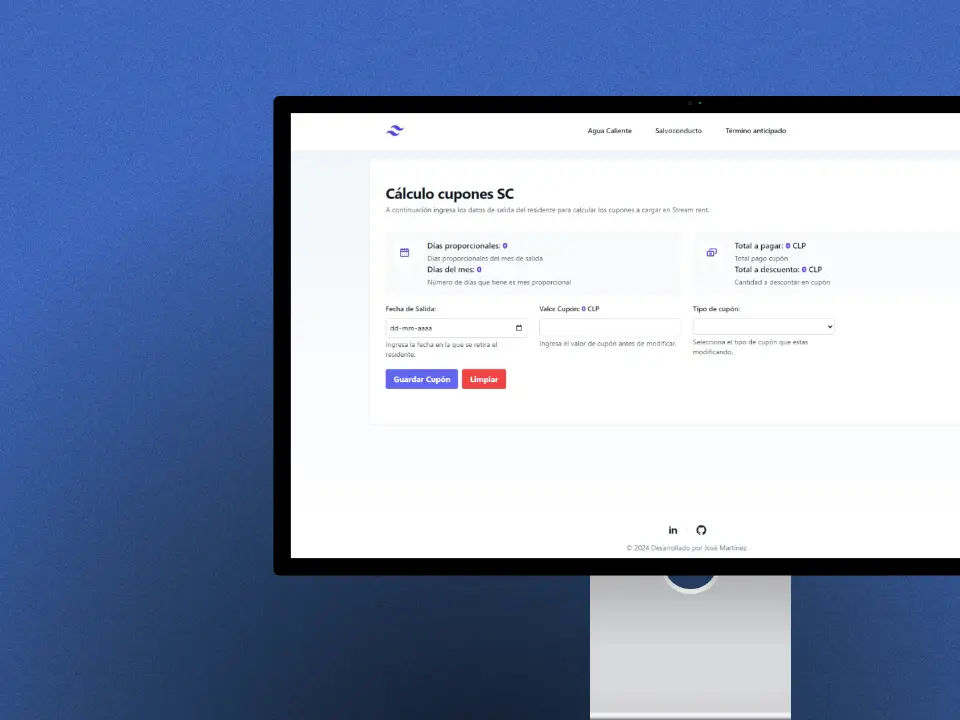 Agua Caliente Salvoconducto Término anticipado
Cálculo cupones SC
A continuación ingresa los datos de salida del residente para calcular los cupones a cargar en Stream rent.
Días proporcionales: 0
Días proporcionales del mes de salida
Días del mes: 0
Número de días que tiene es mes proporcional
Total a pagar: 0 CLP
Total pago cupón
Total a descuento: 0 CLP
Cantidad a descontar en cupón
Fecha de Salida:
dd-mm-aaaa
Ingresa la fecha en la que se retira el
residente.
Valor Cupón: 0 CLP
Ingresa el valor de cupón antes de modificar.
Tipo de cupón:
Selecciona el tipo de cupón que estás
modificando.
Guardar Cupón Limpiar
in
© 2024 Desarrollado por José Martínez